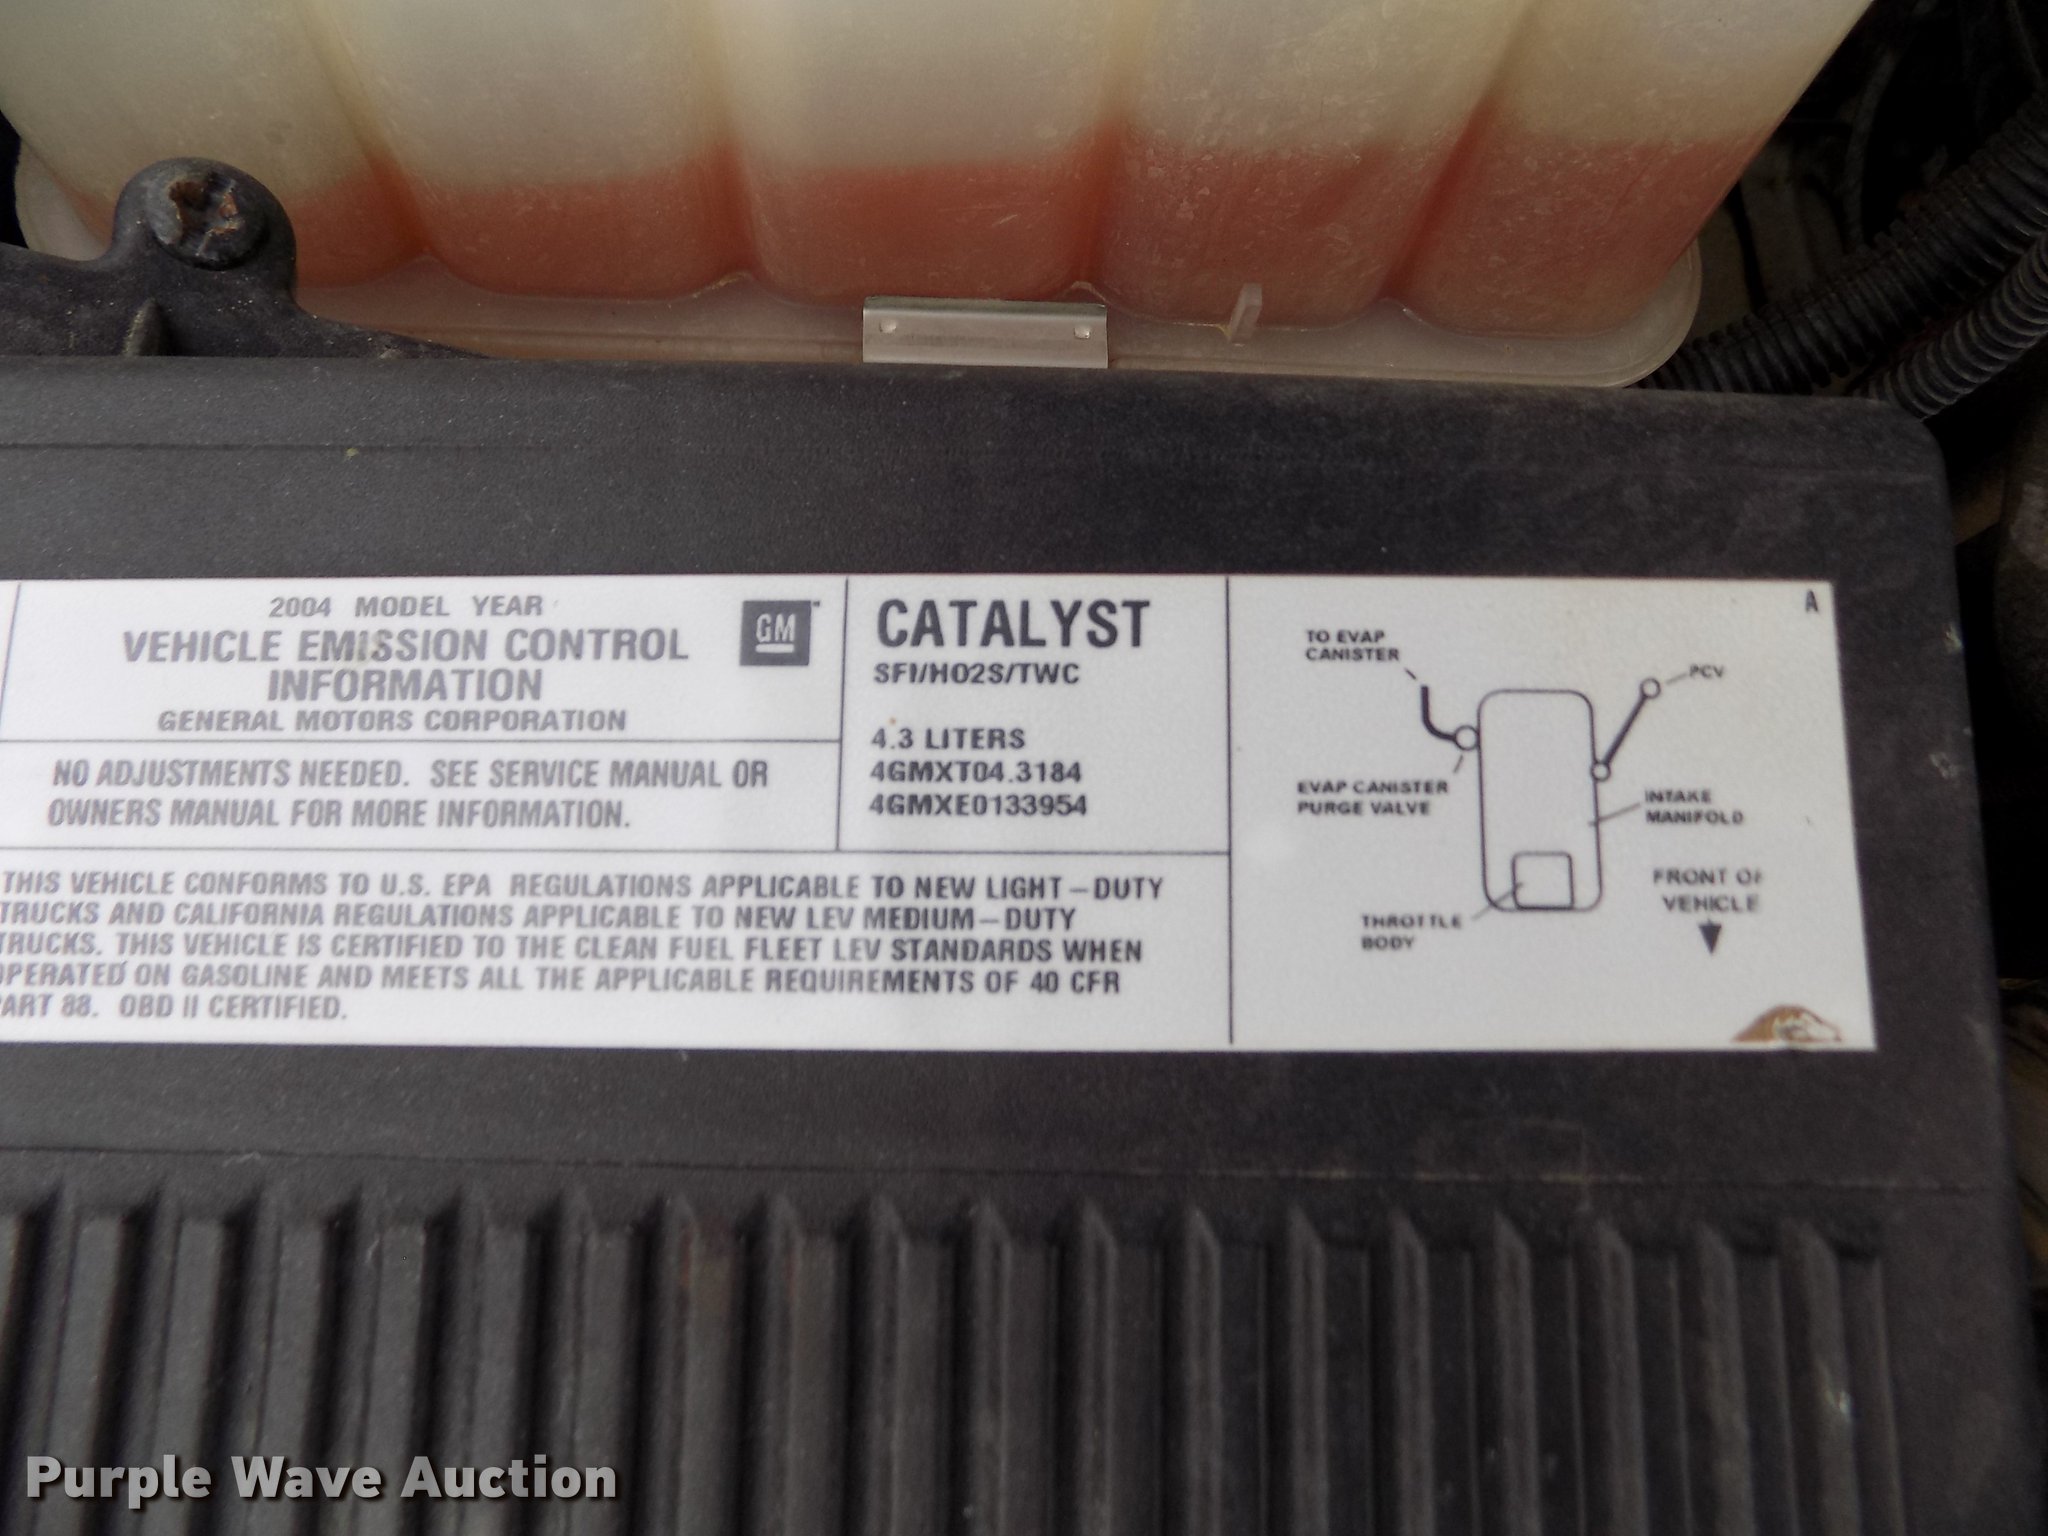 2004 MODEL YEAR
VEHICLE EMISSION CONTROL
INFORMATION
GENERAL MOTORS CORPORATION
GM
NO ADJUSTMENTS NEEDED. SEE SERVICE MANUAL OR
OWNERS MANUAL FOR MORE INFORMATION.
CATALYST
SFI/HO2S/TWC
4.3 LITERS
4GMXT04.3184
4GMXE0133954
THIS VEHICLE CONFORMS TO U.S. EPA REGULATIONS APPLICABLE TO NEW LIGHT-DUTY
TRUCKS AND CALIFORNIA REGULATIONS APPLICABLE TO NEW LEV MEDIUM-DUTY
TRUCKS. THIS VEHICLE IS CERTIFIED TO THE CLEAN FUEL FLEET LEV STANDARDS WHEN
OPERATED ON GASOLINE AND MEETS ALL THE APPLICABLE REQUIREMENTS OF 40 CFR
PART 88. OBD II CERTIFIED.
A
TO EVAP
CANISTER
PCV
EVAP CANISTER
PURGE VALVE
INTAKE
MANIFOLD
FRONT OF
VEHICLE
THROTTLE
BODY
Purple Wave Auction